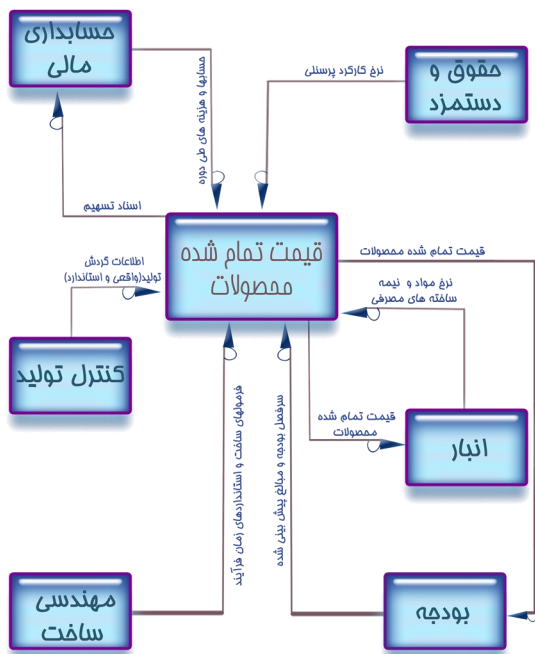 حسابداری
مالی
حقوق و
دستمزد
نرخ کارکرد پرسنلی
حسابها و هزینه های طی دوره
اسناد تسهیم
قیمت تمام شده
محصولات
قیمت تمام شده محصولات
اطلاعات گردش
تولید(واقعی و استاندارد)
نرخ مواد و نیمه
ساخته های مصرفی
کنترل تولید
قیمت تمام شده
محصولات
انبار
فرمولهای ساخت و استانداردهای زمان فرآیند
سرفصل بودجه و مبالغ پیش بینی شده
مهندسی
ساخت
بودجه